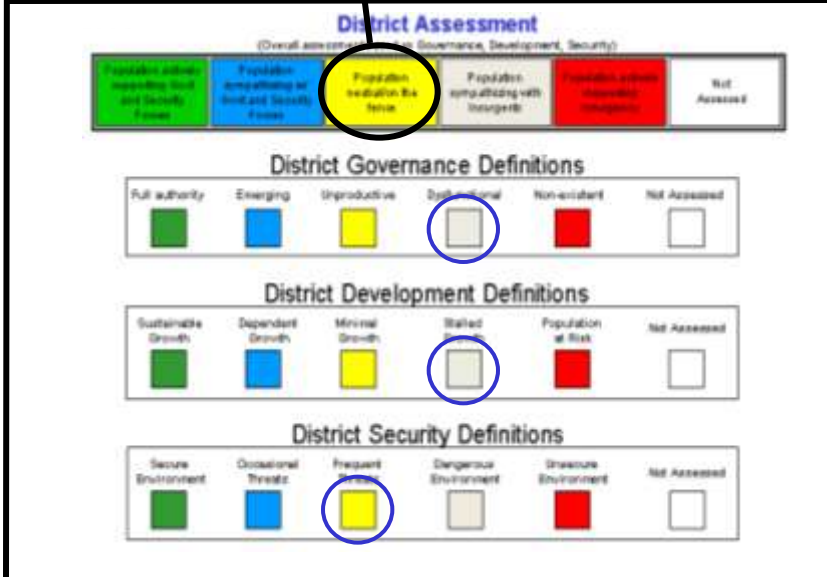 District Assessment
(Overall assessment Governance, Development, Security)
Population actively supporting Govt and Security Forces
Population sympathizing w/ Govt and Security Forces
Population neutral/on the fence
Population sympathizing with Insurgents
Population actively supporting
Not Assessed
District Governance Definitions
Full authority Emerging Unproductive Dysfunctional Non-existent Not Assessed
District Development Definitions
Sustainable Dependent Minimal Stalled Population
Growth Growth Growth Growth at Risk Not Assessed
District Security Definitions
Secure Occasional Frequent Dangerous Unsecure
Environment Threats Threats Environment Environment Not Assessed